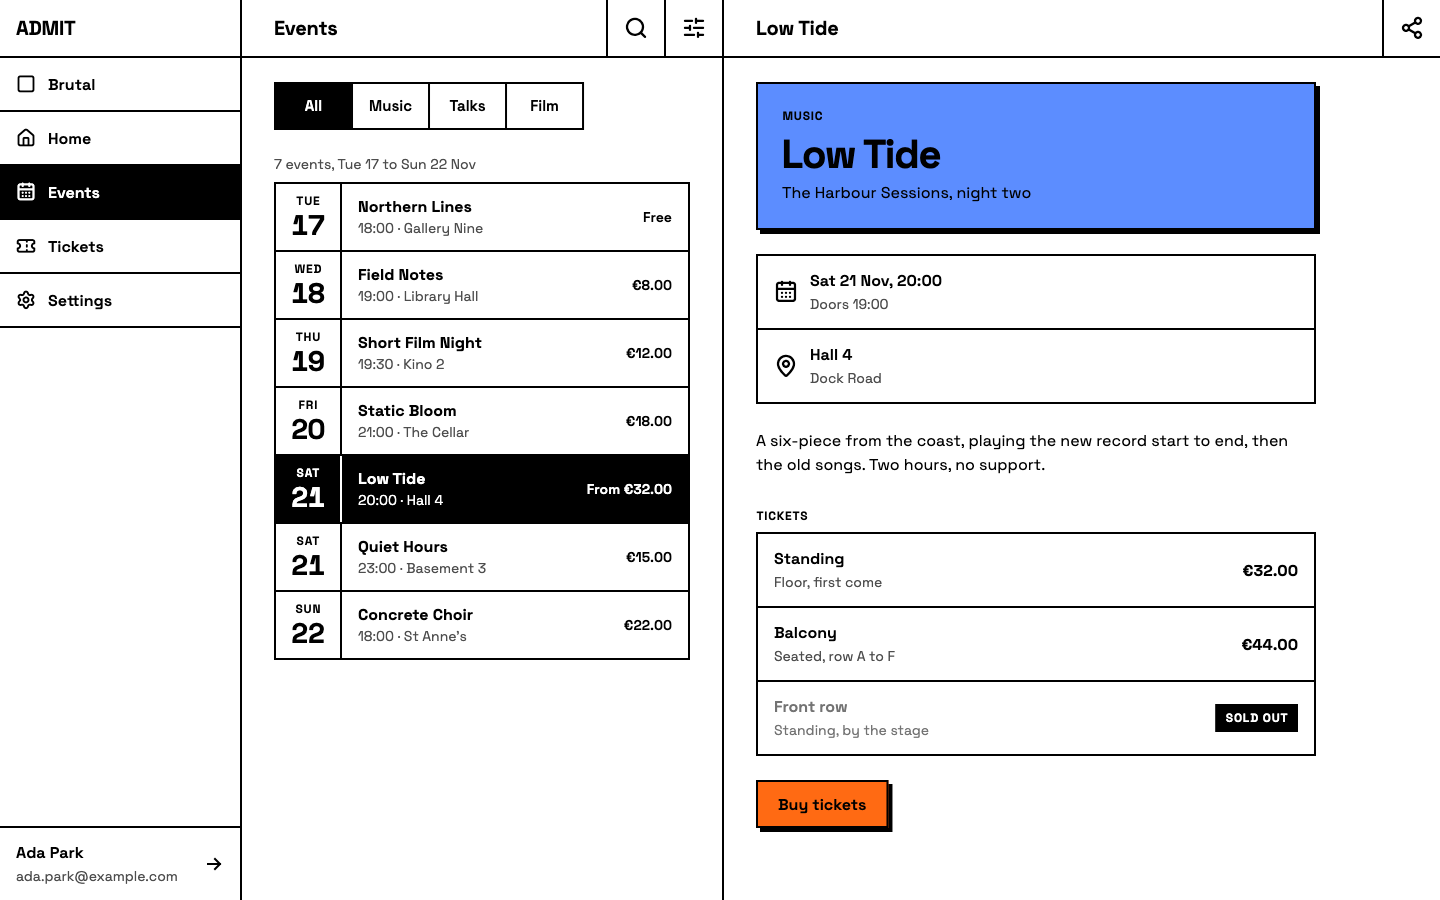 ADMIT
Brutal
Home
Events
Tickets
Settings
Ada Park
ada.park@example.com
Events
All
Music
Talks
Film
7 events, Tue 17 to Sun 22 Nov
TUE
17
Northern Lines
18:00 · Gallery Nine
Free
WED
18
Field Notes
19:00 · Library Hall
€8.00
THU
19
Short Film Night
19:30 · Kino 2
€12.00
FRI
20
Static Bloom
21:00 · The Cellar
€18.00
SAT
21
Low Tide
20:00 · Hall 4
From €32.00
SAT
21
Quiet Hours
23:00 · Basement 3
€15.00
SUN
22
Concrete Choir
18:00 · St Anne's
€22.00
Low Tide
MUSIC
Low Tide
The Harbour Sessions, night two
Sat 21 Nov, 20:00
Doors 19:00
Hall 4
Dock Road
A six-piece from the coast, playing the new record start to end, then
the old songs. Two hours, no support.
TICKETS
Standing
Floor, first come
€32.00
Balcony
Seated, row A to F
€44.00
Front row
Standing, by the stage
SOLD OUT
Buy tickets